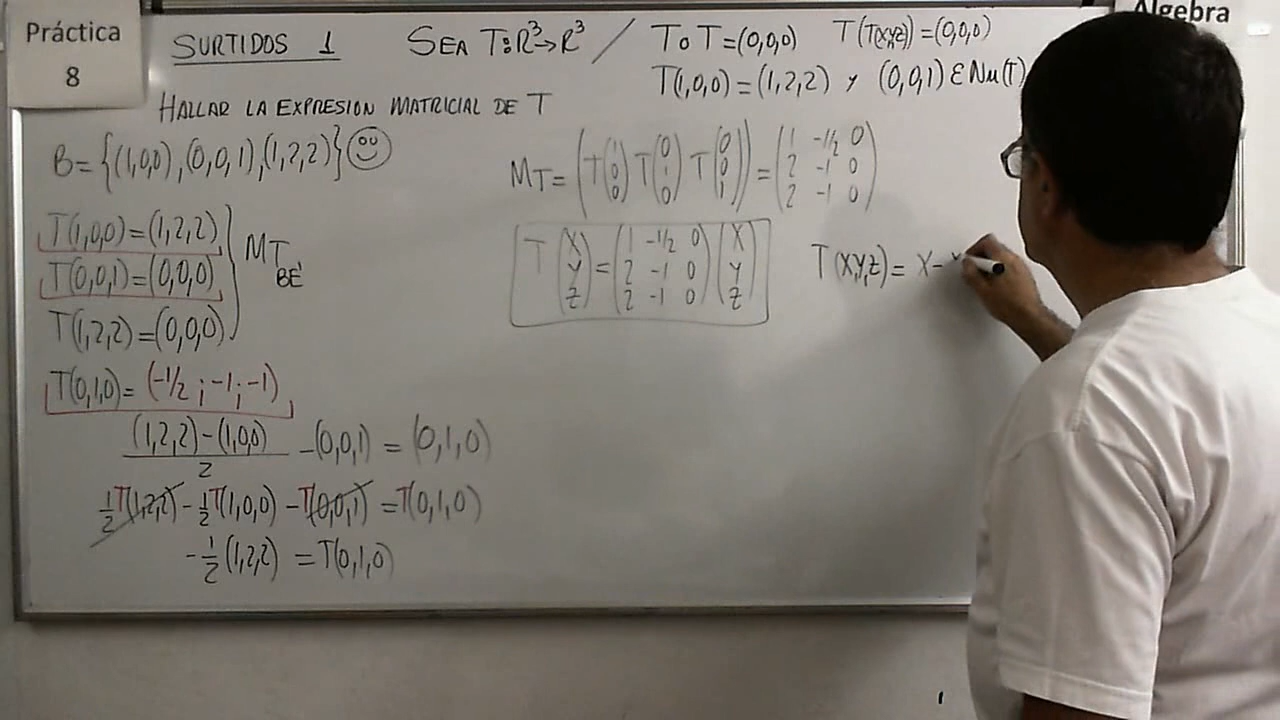 Práctica
8
Álgebra
SURTIDOS 1 SEA T:R³→R³ / T∘T=(0,0,0) T(T(x,y,z))=(0,0,0)
T(1,0,0)=(1,2,2) y (0,0,1) ε Nu(T)
HALLAR LA EXPRESION MATRICIAL DE T
B={(1,0,0),(0,0,1),(1,2,2)}
T(1,0,0)=(1,2,2)
T(0,0,1)=(0,0,0)
T(1,2,2)=(0,0,0)
MT BE'
T(0,1,0)=(-1/2;-1;-1)
(1,2,2)-(1,0,0)
2
-(0,0,1)=(0,1,0)
1/2 T(1,2,2) - 1/2 T(1,0,0) - T(0,0,1) = T(0,1,0)
-1/2 (1,2,2) = T(0,1,0)
MT=(T(1 0 0) T(0 1 0) T(0 0 1))=
1 -1/2 0
2 -1 0
2 -1 0
T(x y z)=
1 -1/2 0
2 -1 0
2 -1 0
(x y z)
T(x,y,z)= x-